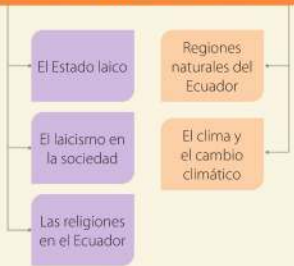 El Estado laico
El laicismo en
la sociedad
Las religiones
en el Ecuador
Regiones
naturales del
Ecuador
El clima y
el cambio
climático